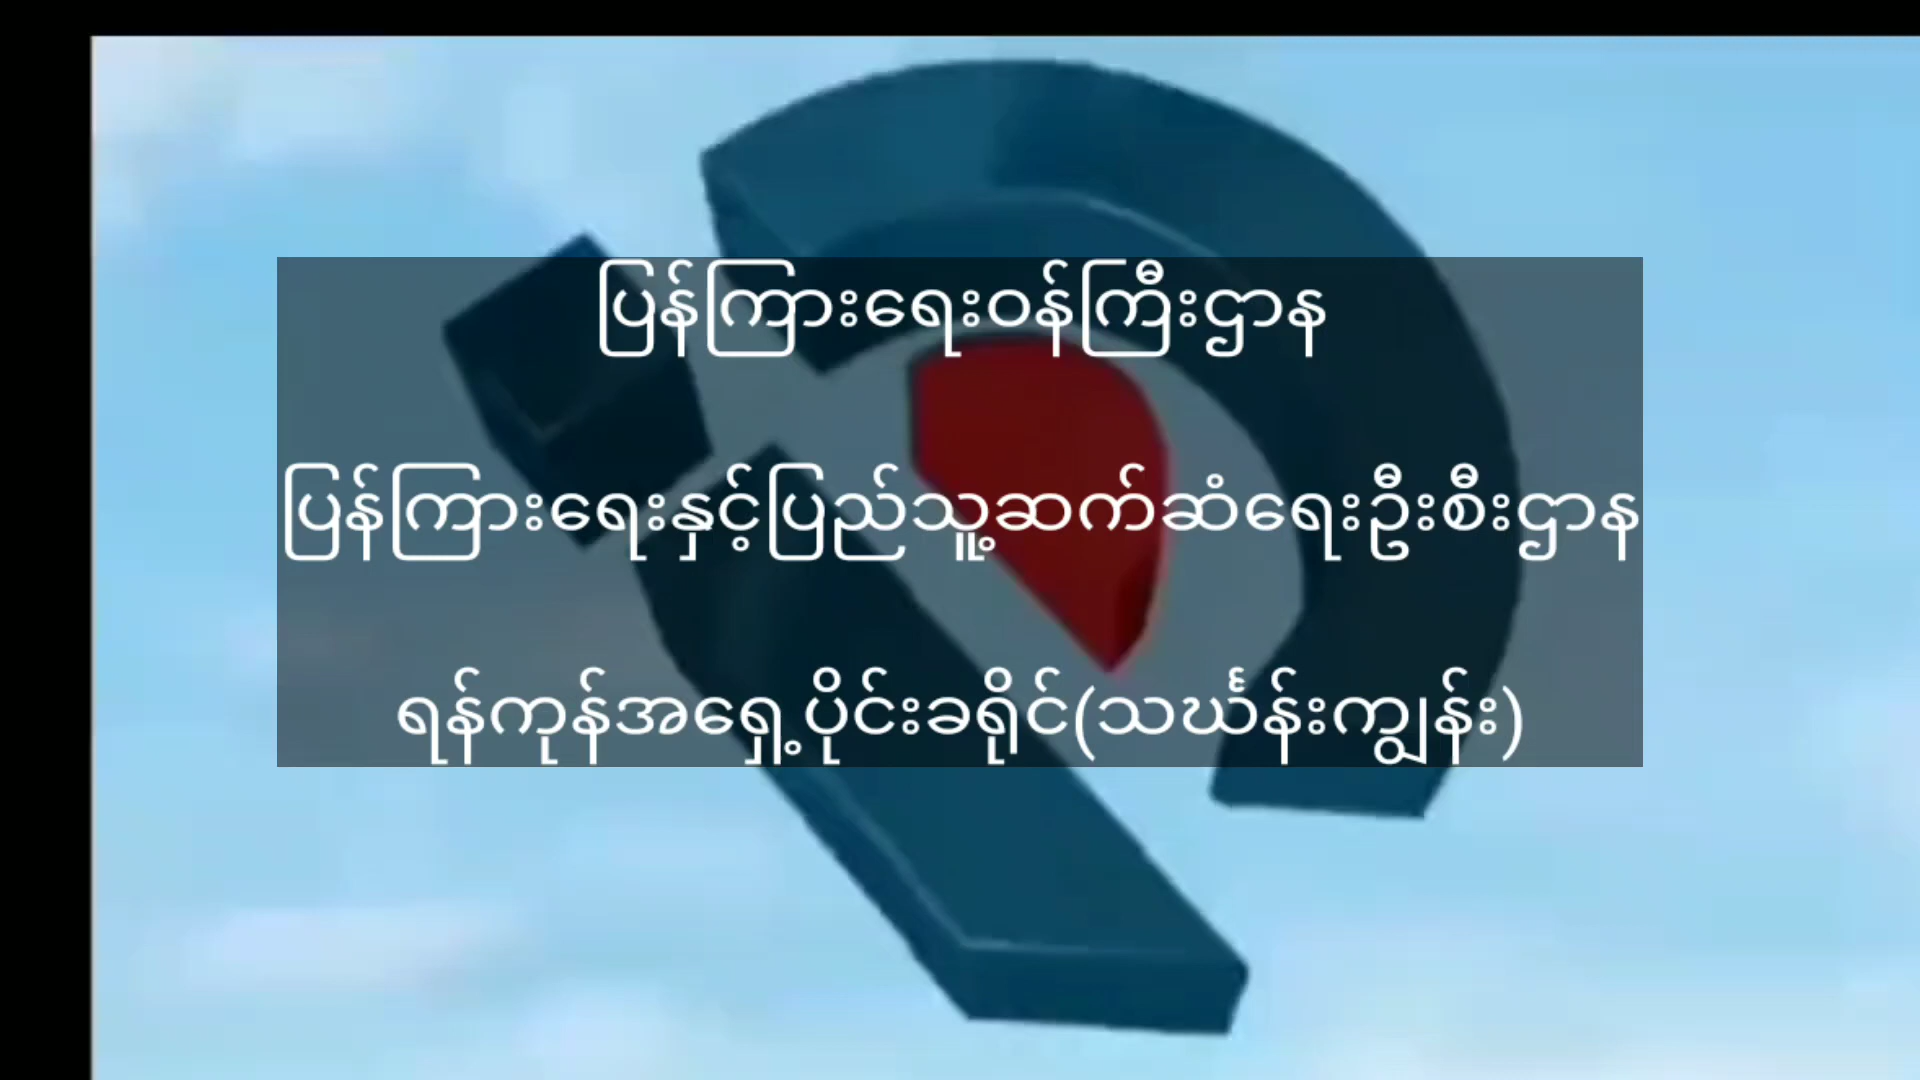 ပြန်ကြားရေးဝန်ကြီးဌာန
ပြန်ကြားရေးနှင့်ပြည်သူ့ဆက်ဆံရေးဦးစီးဌာန
ရန်ကုန်အရှေ့ပိုင်းခရိုင်(သင်္ဃန်းကျွန်း)